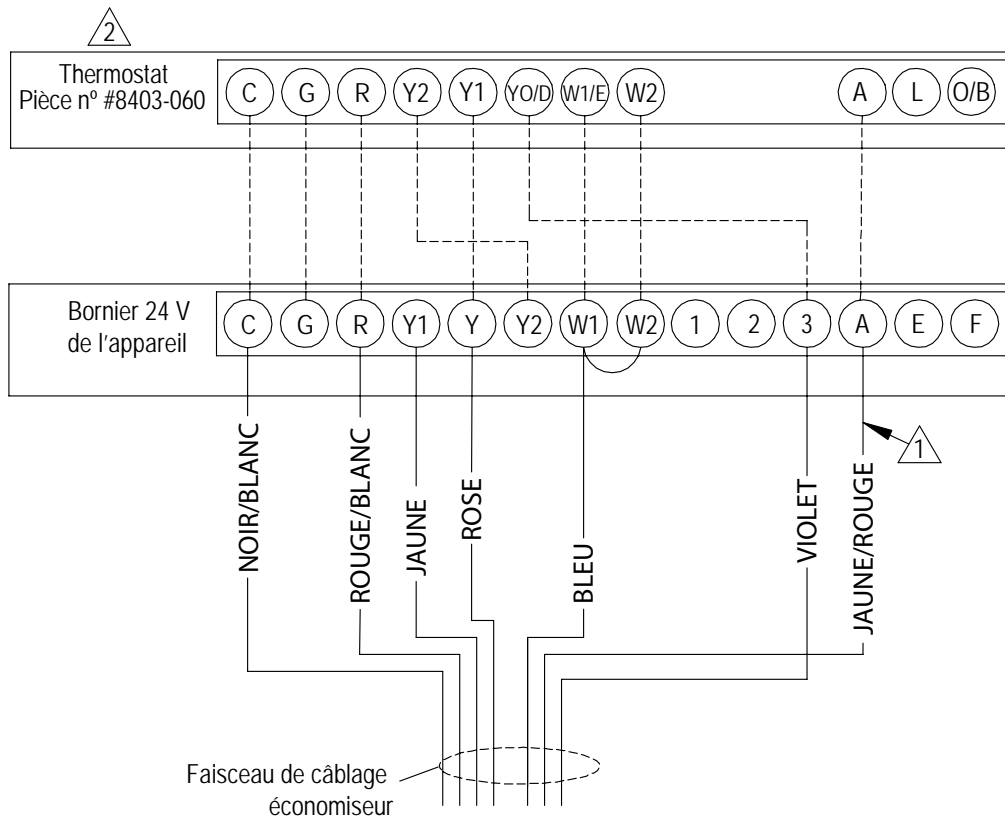 2
Thermostat
Pièce nº #8403-060
C G R Y2 Y1 YO/D W1/E W2 A L O/B
Bornier 24 V
de l'appareil
C G R Y1 Y Y2 W1 W2 1 2 3 A E F
1
NOIR/BLANC
ROUGE/BLANC
JAUNE
ROSE
BLEU
VIOLET
JAUNE/ROUGE
Faisceau de câblage
économiseur